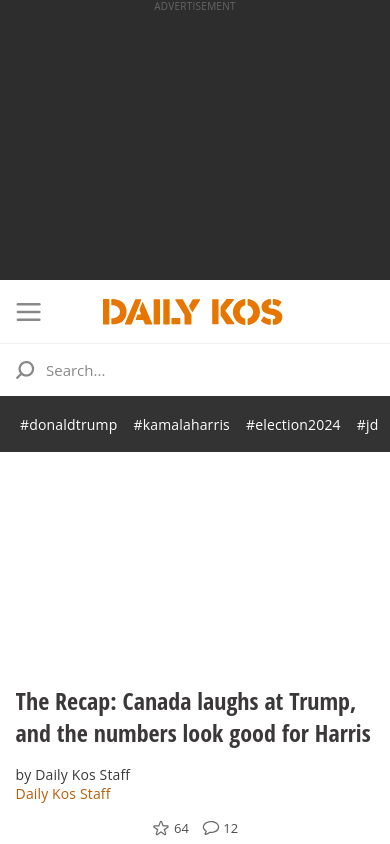 ADVERTISEMENT
DAILY KOS
Search...
#donaldtrump #kamalaharris #election2024 #jd
The Recap: Canada laughs at Trump,
and the numbers look good for Harris
by Daily Kos Staff
Daily Kos Staff
64 12